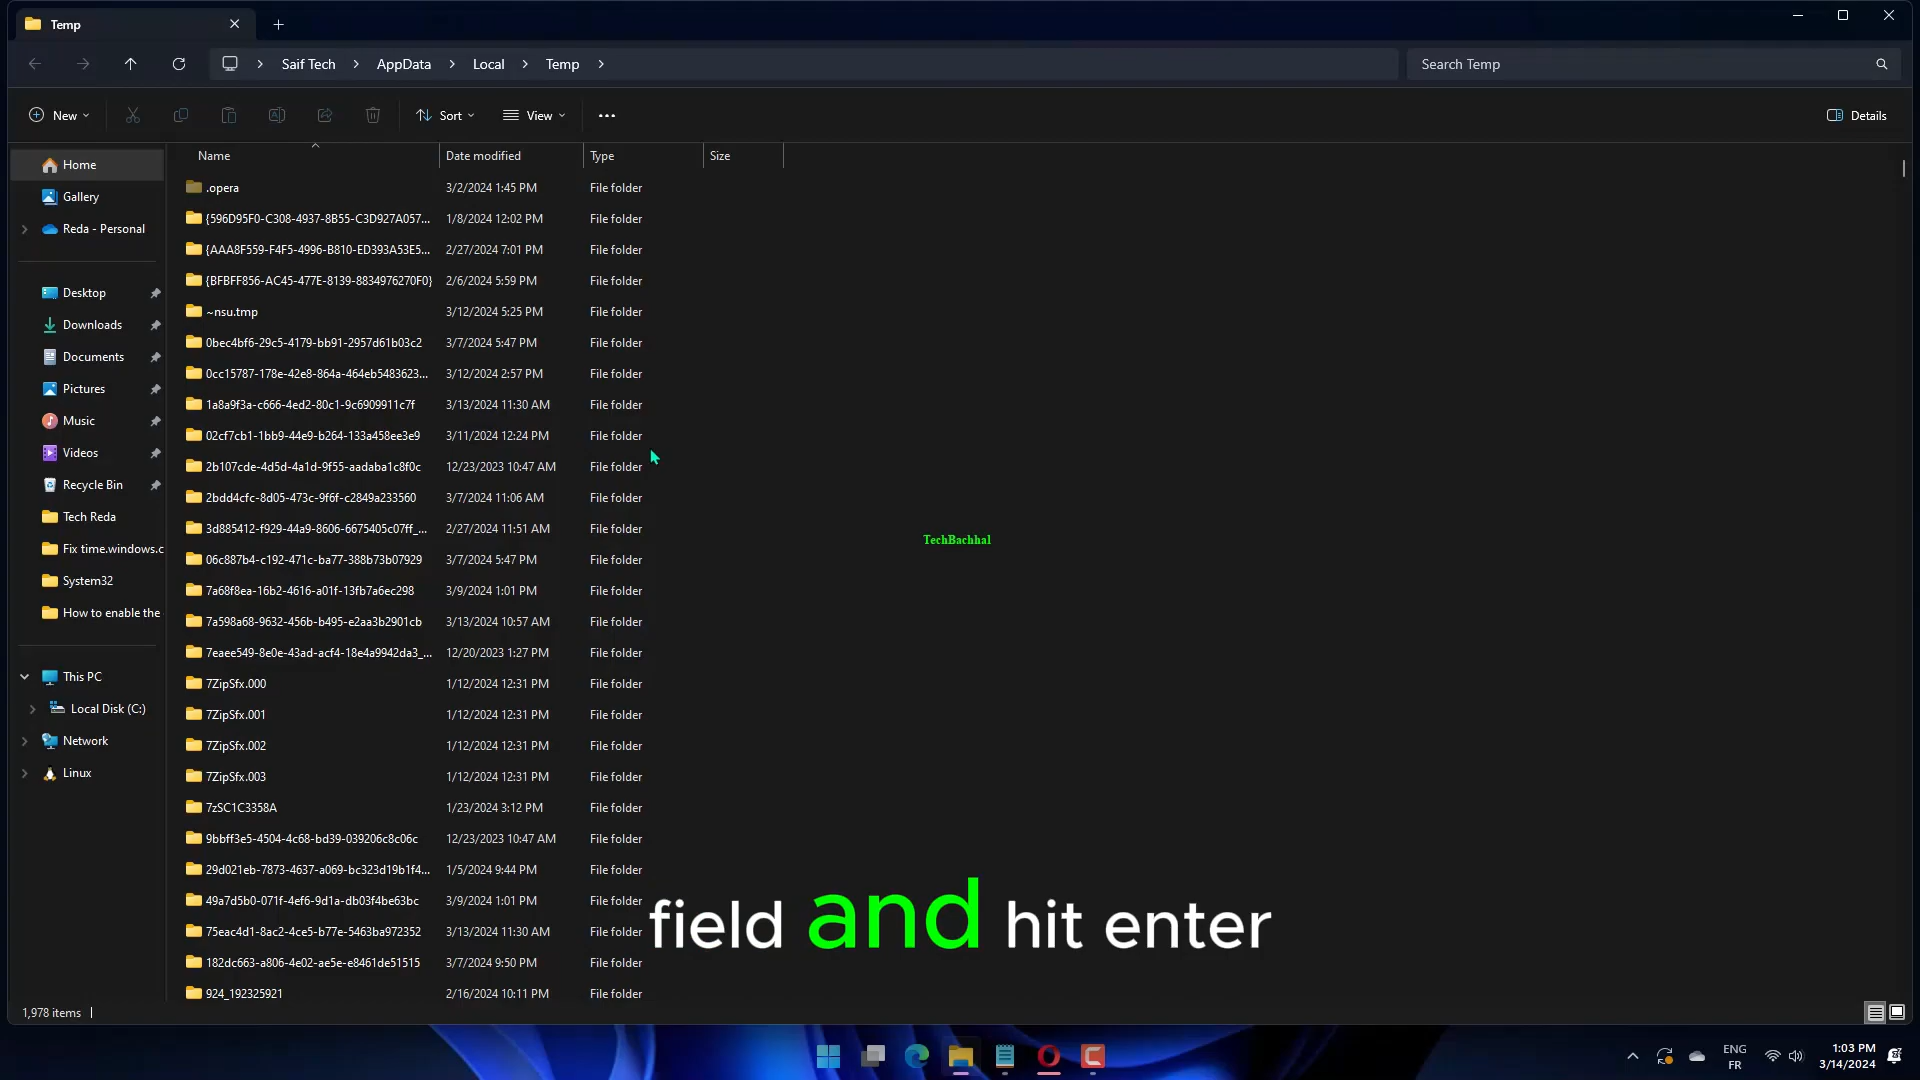 Temp
Saif Tech
AppData
Local
Temp
Search Temp
New
Sort
View
Details
Name
Date modified
Type
Size
Home
Gallery
Reda - Personal
Desktop
Downloads
Documents
Pictures
Music
Videos
Recycle Bin
Tech Reda
Fix time.windows.c
System32
How to enable the
This PC
Local Disk (C:)
Network
Linux
.opera 3/2/2024 1:45 PM File folder
{596D95F0-C308-4937-8B55-C3D927A057... 1/8/2024 12:02 PM File folder
{AAA8F559-F4F5-4996-B810-ED393A53E5... 2/27/2024 7:01 PM File folder
{BFBFF856-AC45-477E-8139-8834976270F0} 2/6/2024 5:59 PM File folder
~nsu.tmp 3/12/2024 5:25 PM File folder
0bec4bf6-29c5-4179-bb91-2957d61b03c2 3/7/2024 5:47 PM File folder
0cc15787-178e-42e8-864a-464eb5483623... 3/12/2024 2:57 PM File folder
1a8a9f3a-c666-4ed2-80c1-9c6909911c7f 3/13/2024 11:30 AM File folder
02cf7cb1-1bb9-44e9-b264-133a458ee3e9 3/11/2024 12:24 PM File folder
2b107cde-4d5d-4a1d-9f55-aadaba1c8f0c 12/23/2023 10:47 AM File folder
2bdd4cfc-8d05-473c-9f6f-c2849a233560 3/7/2024 11:06 AM File folder
3d885412-f929-44a9-8606-6675405c07ff_... 2/27/2024 11:51 AM File folder
06c887b4-c192-471c-ba77-388b73b07929 3/7/2024 5:47 PM File folder
7a68f8ea-16b2-4616-a01f-13fb7a6ec298 3/9/2024 1:01 PM File folder
7a598a68-9632-456b-b495-e2aa3b2901cb 3/13/2024 10:57 AM File folder
7eaee549-8e0e-43ad-acf4-18e4a9942da3_... 12/20/2023 1:27 PM File folder
7ZipSfx.000 1/12/2024 12:31 PM File folder
7ZipSfx.001 1/12/2024 12:31 PM File folder
7ZipSfx.002 1/12/2024 12:31 PM File folder
7ZipSfx.003 1/12/2024 12:31 PM File folder
7zSC1C3358A 1/23/2024 3:12 PM File folder
9bbff3e5-4504-4c68-bd39-039206c8c06c 12/23/2023 10:47 AM File folder
29d021eb-7873-4637-a069-bc323d19b1f4... 1/5/2024 9:44 PM File folder
49a7d5b0-071f-4ef6-9d1a-db03f4be63bc 3/9/2024 1:01 PM File folder
75eac4d1-8ac2-4ce5-b77e-5463ba972352 3/13/2024 11:30 AM File folder
182dc663-a806-4e02-ae5e-e8461de51515 3/7/2024 9:50 PM File folder
924_192325921 2/16/2024 10:11 PM File folder
TechBachhal
field and hit enter
1,978 items
ENG
FR
1:03 PM
3/14/2024